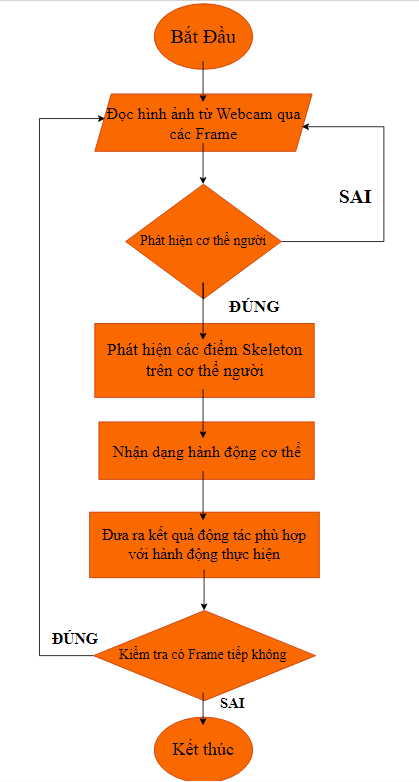 Bắt Đầu
Đọc hình ảnh từ Webcam qua
các Frame
SAI
Phát hiện cơ thể người
ĐÚNG
Phát hiện các điểm Skeleton
trên cơ thể người
Nhận dạng hành động cơ thể
Đưa ra kết quả động tác phù hợp
với hành động thực hiện
ĐÚNG
Kiểm tra có Frame tiếp không
SAI
Kết thúc